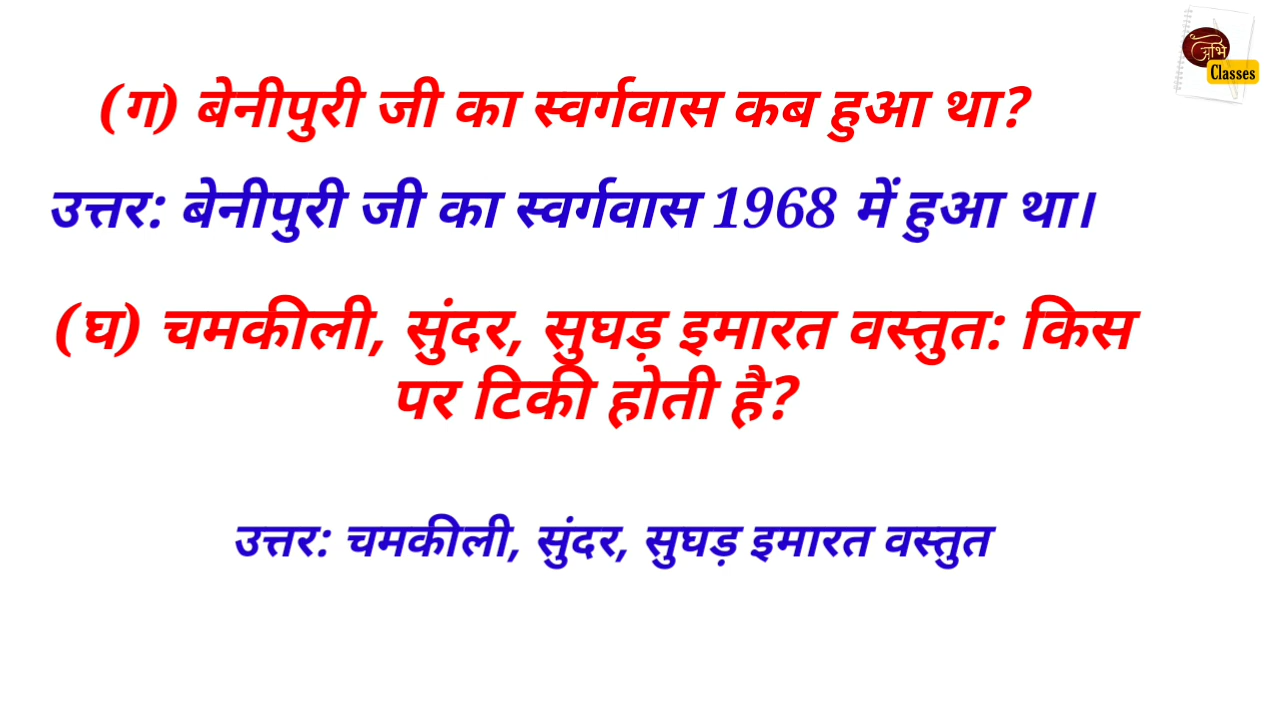 अभि
Classes
(ग) बेनीपुरी जी का स्वर्गवास कब हुआ था?
उत्तर: बेनीपुरी जी का स्वर्गवास 1968 में हुआ था।
(घ) चमकीली, सुंदर, सुघड़ इमारत वस्तुत: किस
पर टिकी होती है?
उत्तर: चमकीली, सुंदर, सुघड़ इमारत वस्तुत